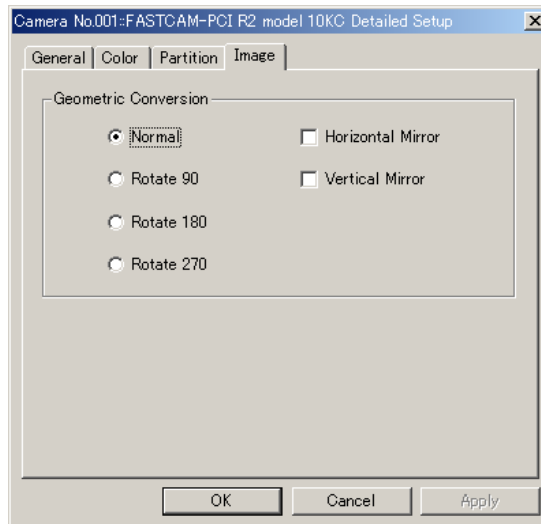 Camera No.001::FASTCAM-PCI R2 model 10KC Detailed Setup
General Color Partition Image
Geometric Conversion
Normal Horizontal Mirror
Rotate 90 Vertical Mirror
Rotate 180
Rotate 270
OK Cancel Apply